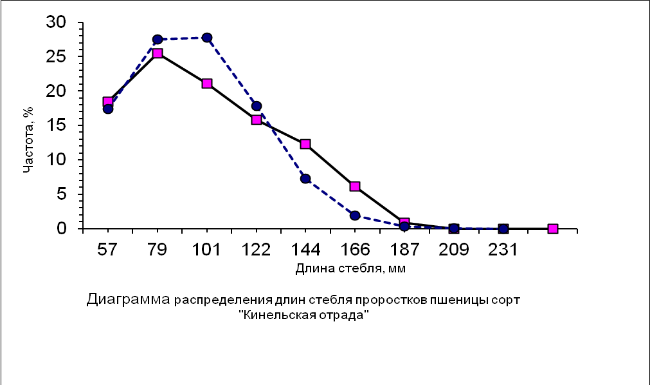 30
25
20
15
10
5
0
Частота, %
57 79 101 122 144 166 187 209 231
Длина стебля, мм
Диаграмма распределения длин стебля проростков пшеницы сорт
"Кинельская отрада"